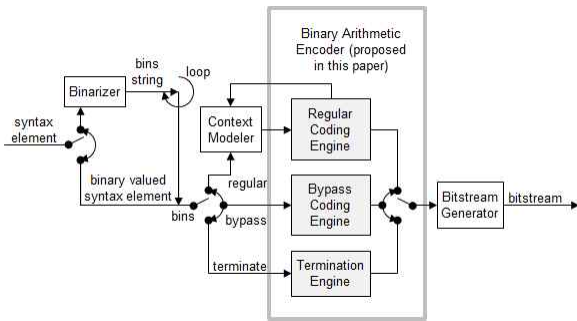 Binary Arithmetic
Encoder (proposed
in this paper)
bins
string
loop
Binarizer
syntax
element
Context
Modeler
Regular
Coding
Engine
binary valued
syntax element
regular
bins
bypass
Bypass
Coding
Engine
Bitstream
Generator
bitstream
terminate
Termination
Engine